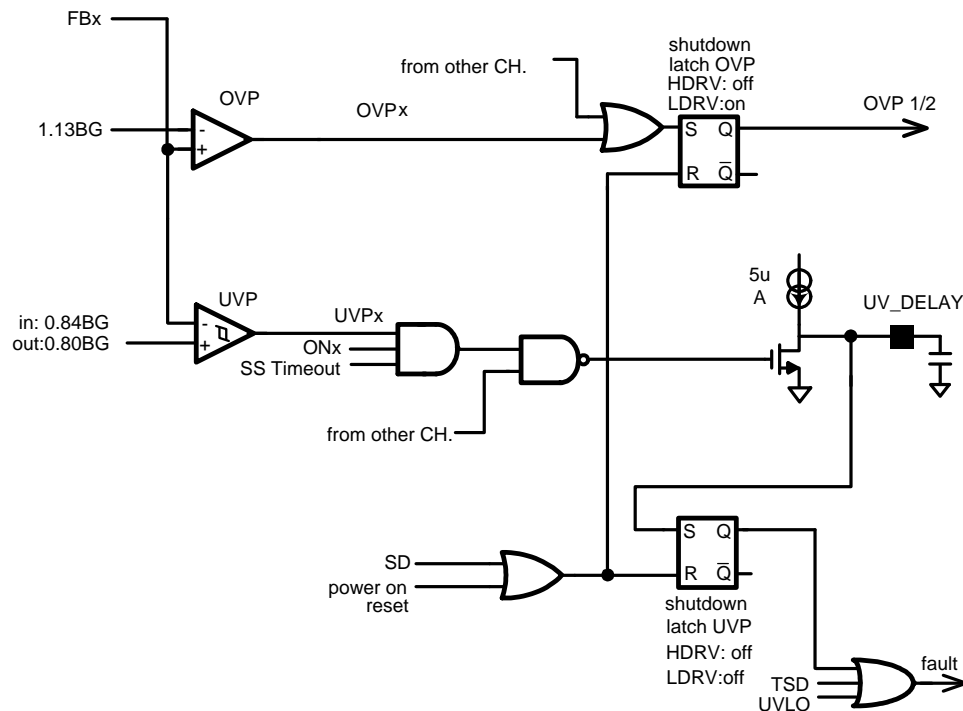 FBx
from other CH.
shutdown
latch OVP
HDRV: off
LDRV:on
OVP
OVPx
OVP 1/2
1.13BG
-
+
S
Q
R
Q
5u
A
UV_DELAY
UVP
UVPx
in: 0.84BG
out:0.80BG
-
+
ONx
SS Timeout
from other CH.
SD
power on
reset
S
Q
R
Q
shutdown
latch UVP
HDRV: off
LDRV:off
TSD
UVLO
fault